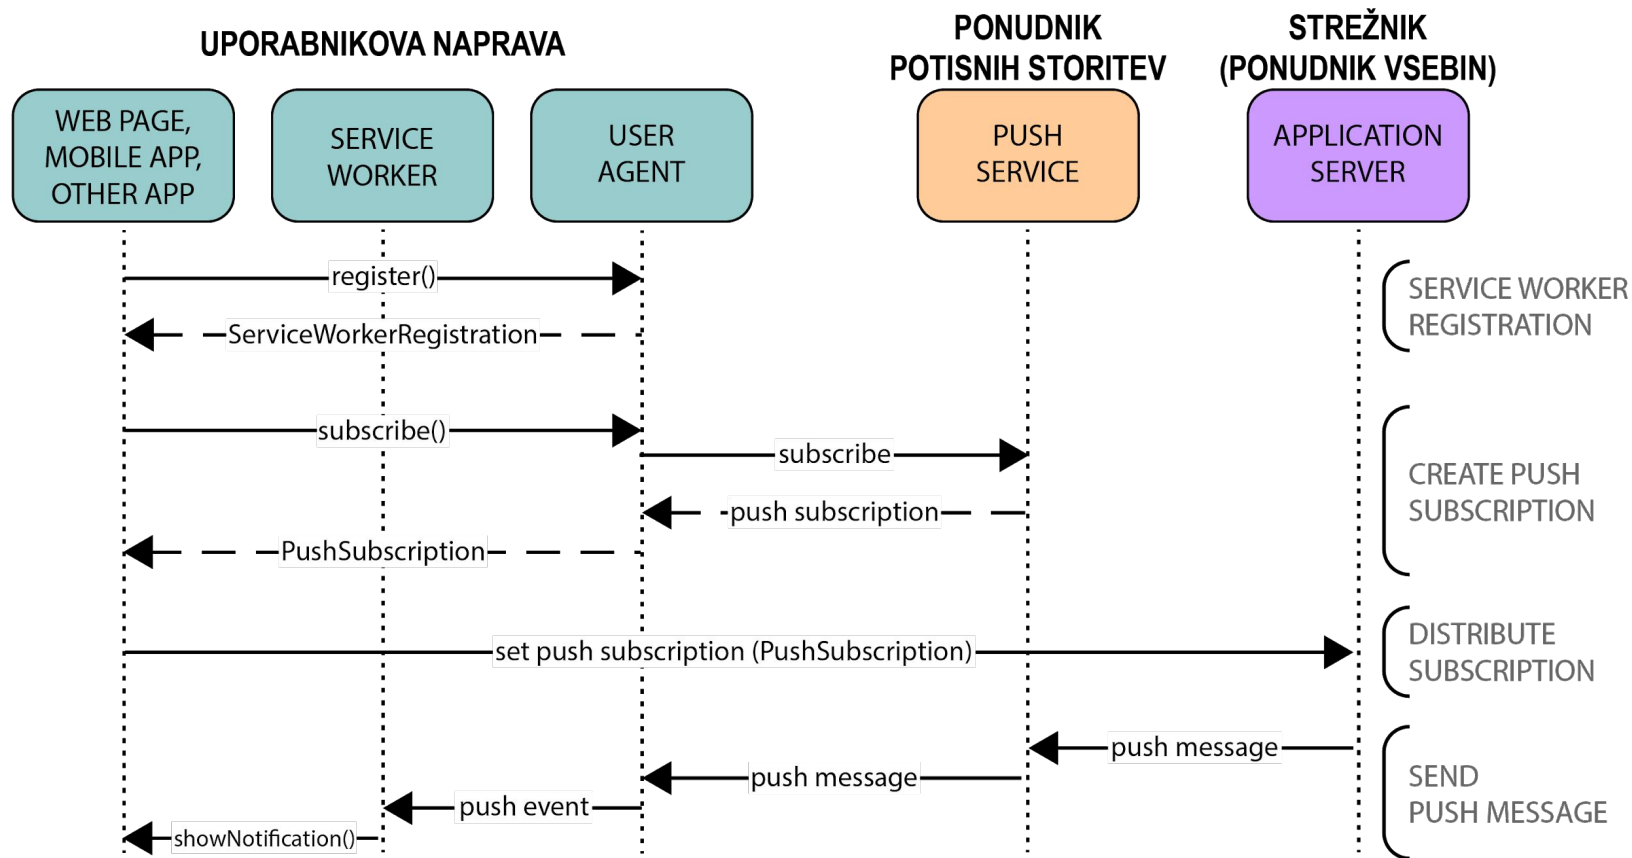 UPORABNIKOVA NAPRAVA
PONUDNIK
POTISNIH STORITEV
STREŽNIK
(PONUDNIK VSEBIN)
WEB PAGE,
MOBILE APP,
OTHER APP
SERVICE
WORKER
USER
AGENT
PUSH
SERVICE
APPLICATION
SERVER
register()
ServiceWorkerRegistration
SERVICE WORKER
REGISTRATION
subscribe()
subscribe
push subscription
PushSubscription
CREATE PUSH
SUBSCRIPTION
set push subscription (PushSubscription)
DISTRIBUTE
SUBSCRIPTION
push message
push message
push event
showNotification()
SEND
PUSH MESSAGE